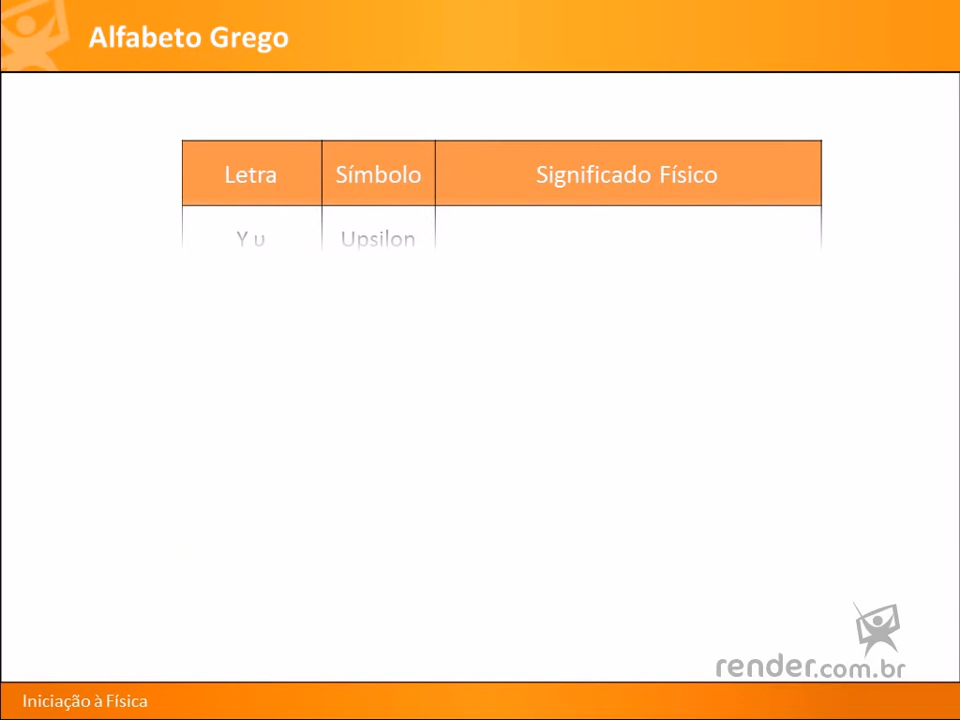 Alfabeto Grego
Letra Símbolo Significado Físico
Υ υ Upsilon
render.com.br
Iniciação à Física